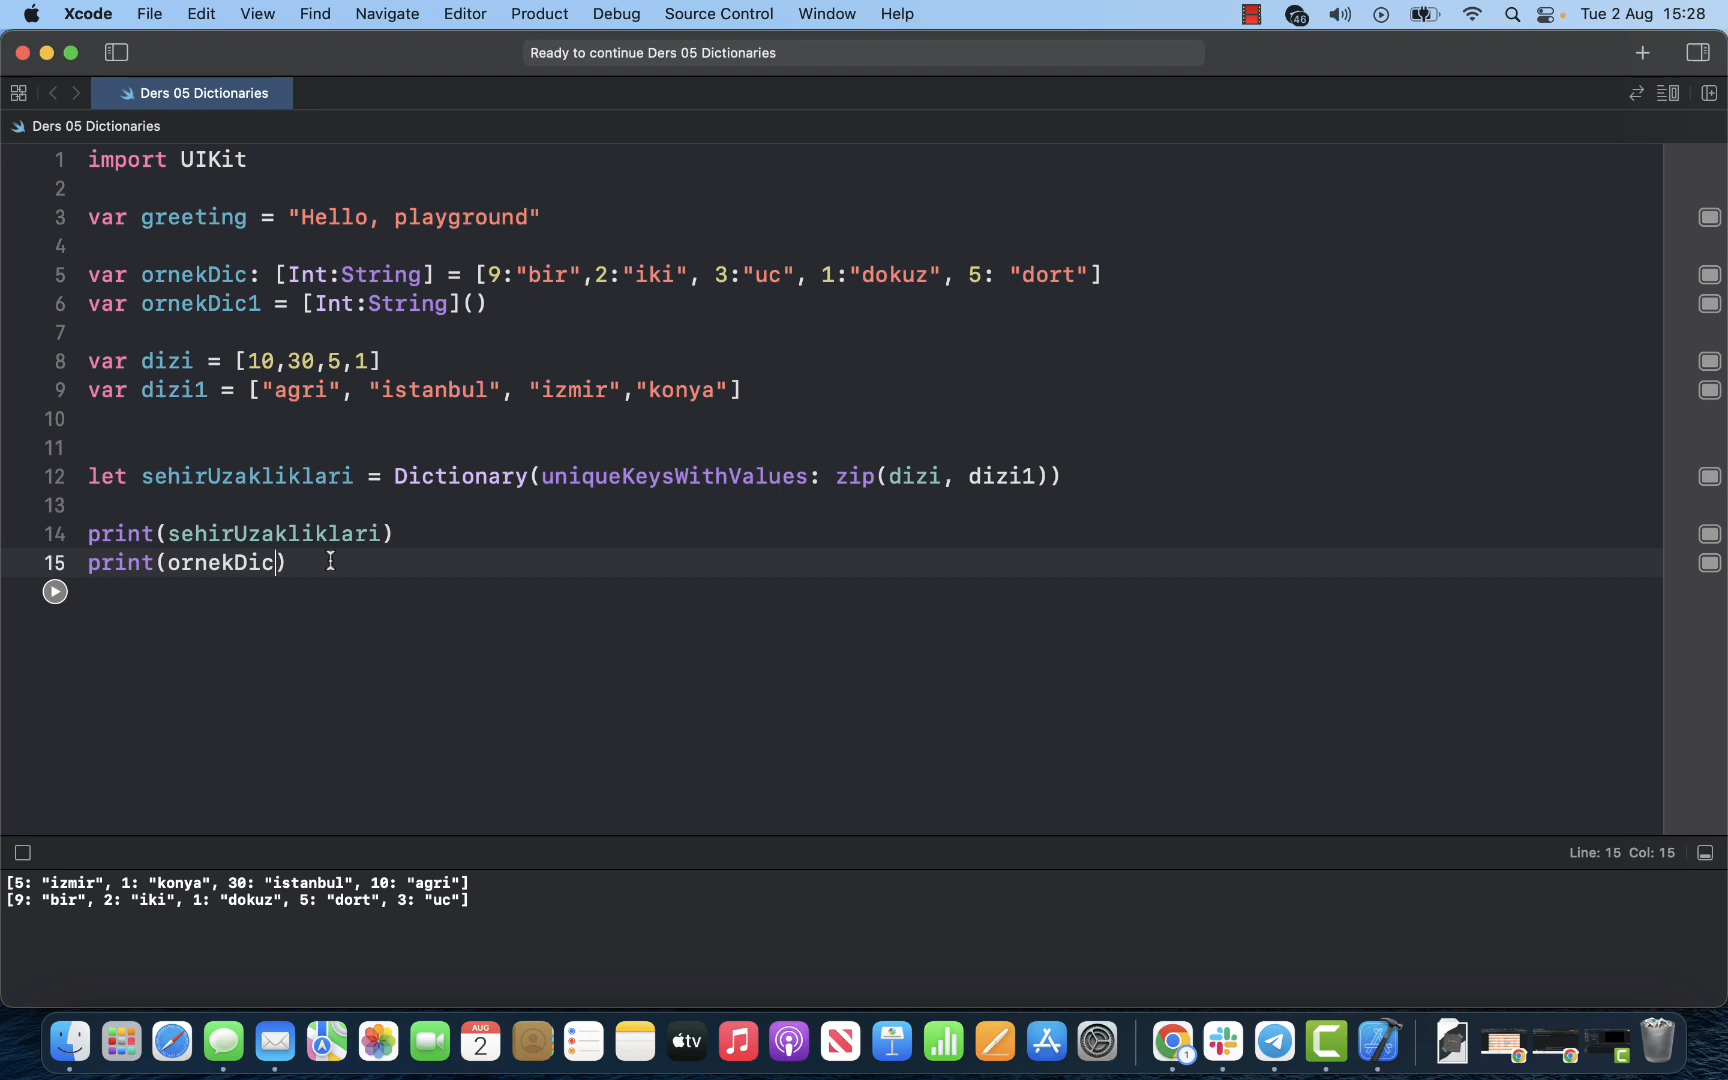 Xcode File Edit View Find Navigate Editor Product Debug Source Control Window Help 46 Tue 2 Aug 15:28
Ready to continue Ders 05 Dictionaries
Ders 05 Dictionaries
Ders 05 Dictionaries
1 import UIKit
2
3 var greeting = "Hello, playground"
4
5 var ornekDic: [Int:String] = [9:"bir",2:"iki", 3:"uc", 1:"dokuz", 5: "dort"]
6 var ornekDic1 = [Int:String]()
7
8 var dizi = [10,30,5,1]
9 var dizi1 = ["agri", "istanbul", "izmir","konya"]
10
11
12 let sehirUzakliklari = Dictionary(uniqueKeysWithValues: zip(dizi, dizi1))
13
14 print(sehirUzakliklari)
15 print(ornekDic)
Line: 15 Col: 15
[5: "izmir", 1: "konya", 30: "istanbul", 10: "agri"]
[9: "bir", 2: "iki", 1: "dokuz", 5: "dort", 3: "uc"]
AUG
2
tv
1